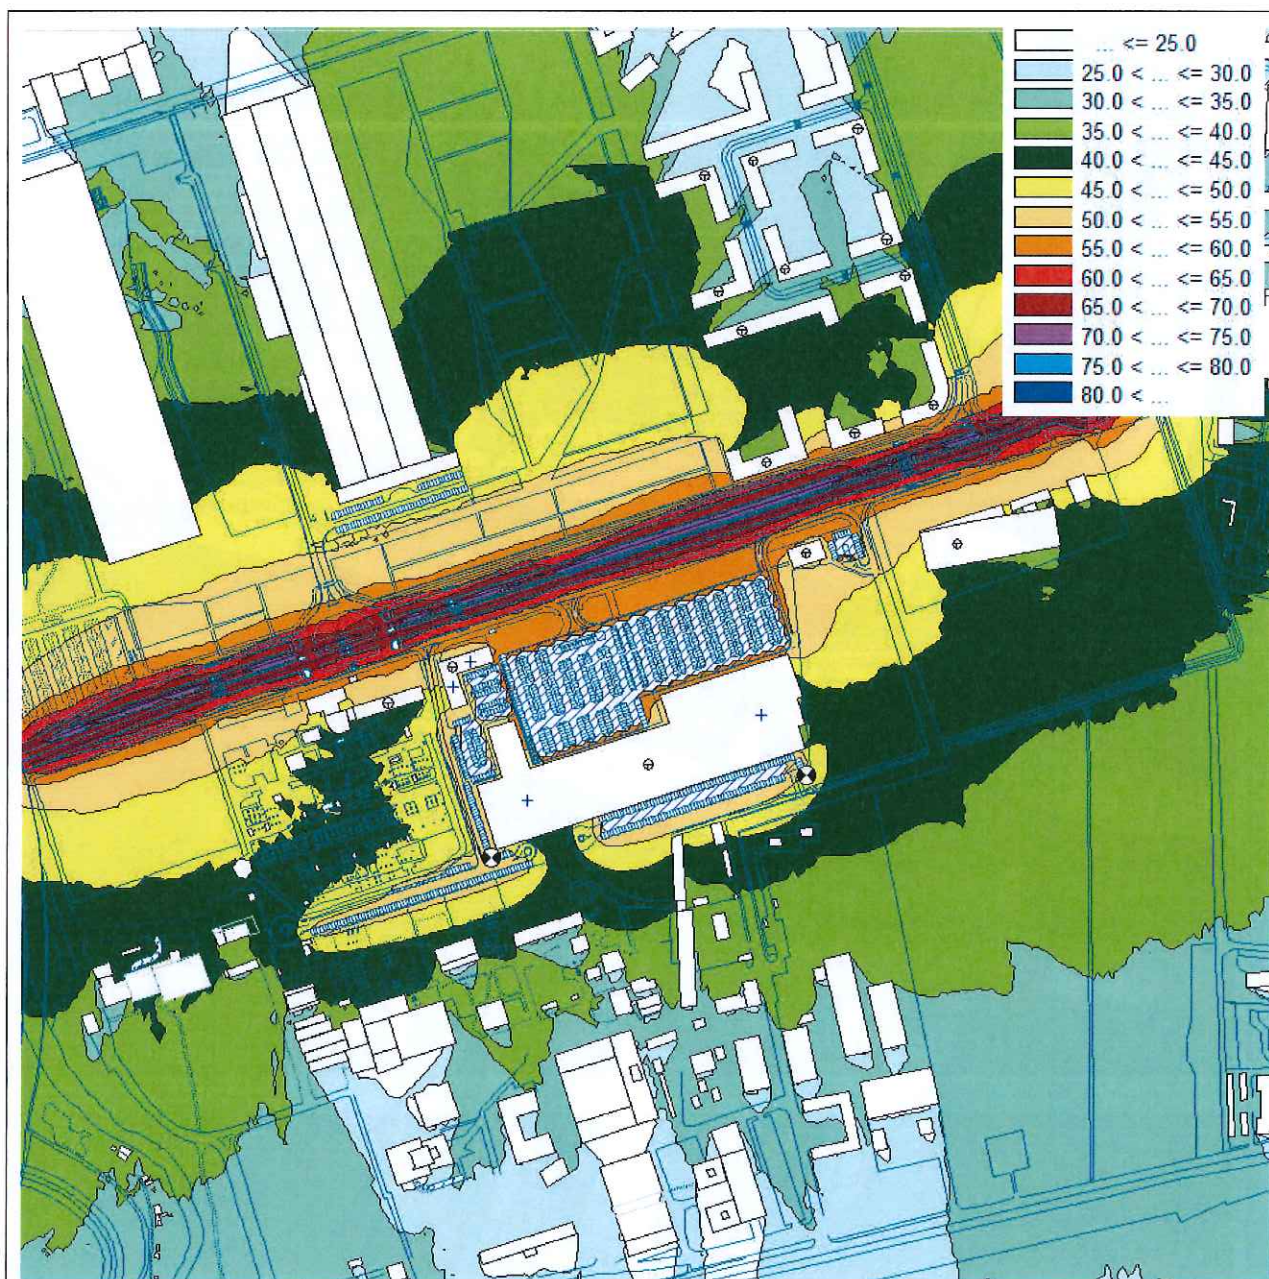 ... <= 25.0
25.0 < ... <= 30.0
30.0 < ... <= 35.0
35.0 < ... <= 40.0
40.0 < ... <= 45.0
45.0 < ... <= 50.0
50.0 < ... <= 55.0
55.0 < ... <= 60.0
60.0 < ... <= 65.0
65.0 < ... <= 70.0
70.0 < ... <= 75.0
75.0 < ... <= 80.0
80.0 < ...